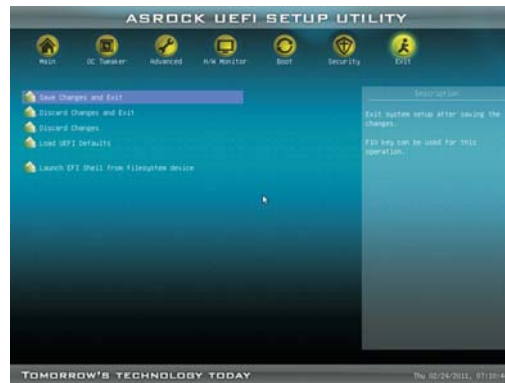 ASROCK UEFI SETUP UTILITY
Main OC Tweaker Advanced H/W Monitor Boot Security Exit
Save Changes and Exit
Discard Changes and Exit
Discard Changes
Load UEFI Defaults
Launch EFI Shell from filesystem device
Description
Exit system setup after saving the
changes.
F10 key can be used for this
operation.
TOMORROW'S TECHNOLOGY TODAY
Thu 02/24/2011, 07:10:4